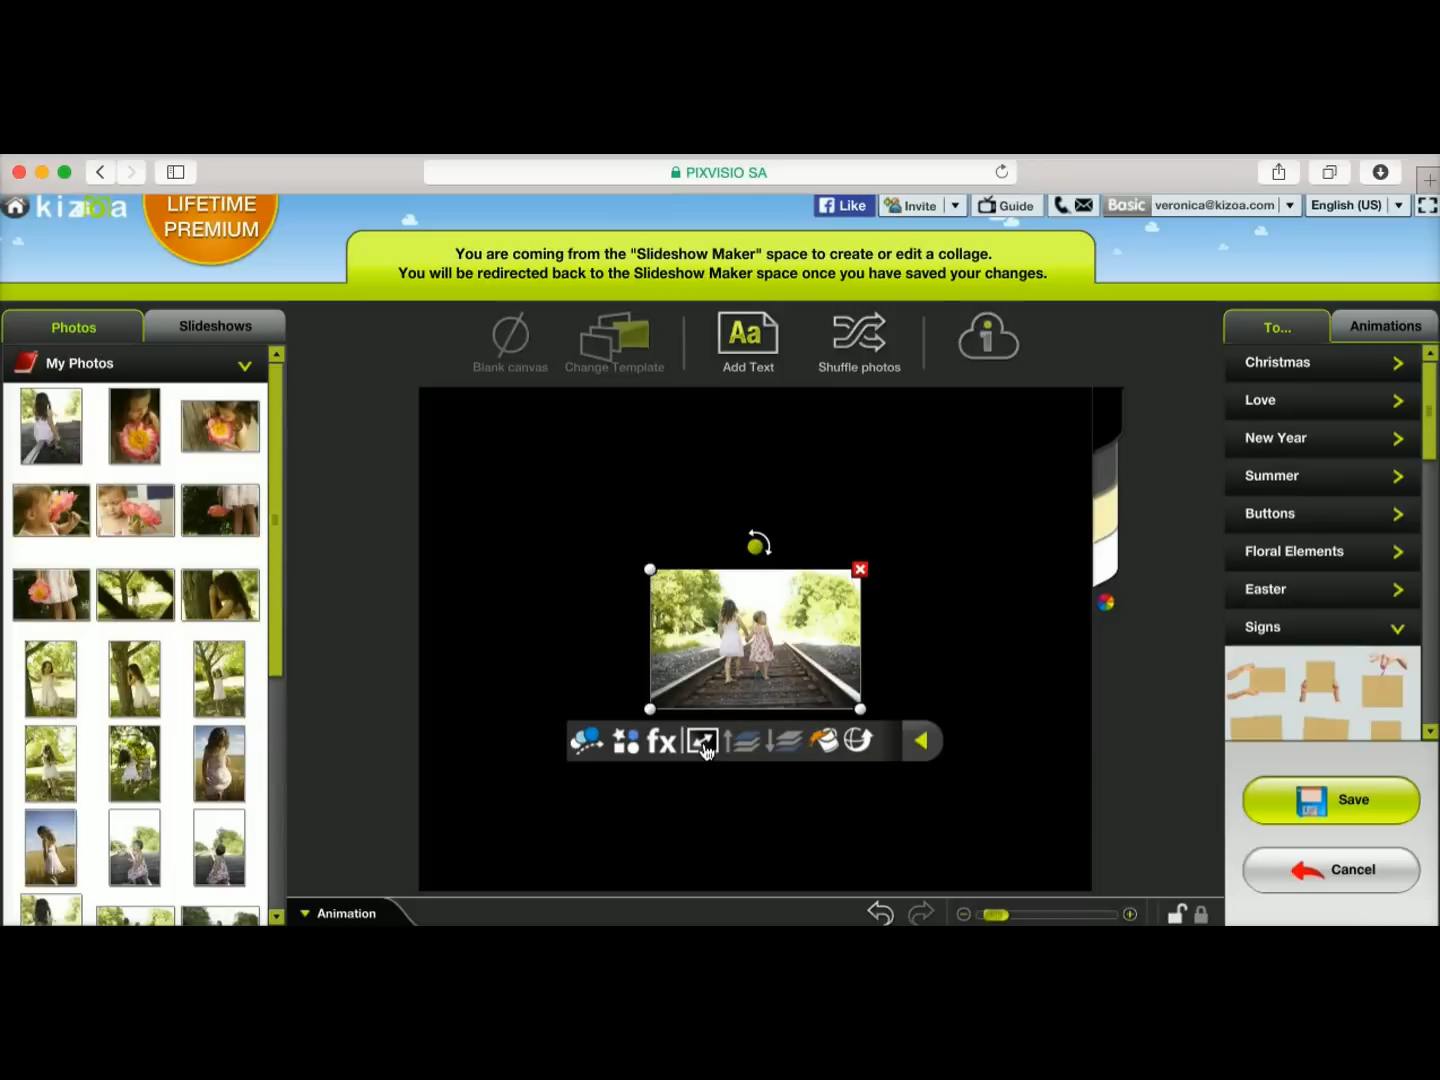 PIXVISIO SA
kizoa
LIFETIME
PREMIUM
Like
Invite
Guide
Basic
veronica@kizoa.com
English (US)
You are coming from the "Slideshow Maker" space to create or edit a collage.
You will be redirected back to the Slideshow Maker space once you have saved your changes.
Photos
Slideshows
My Photos
Blank canvas
Change Template
Aa
Add Text
Shuffle photos
To...
Animations
Christmas
Love
New Year
Summer
Buttons
Floral Elements
Easter
Signs
fx
Save
Cancel
Animation